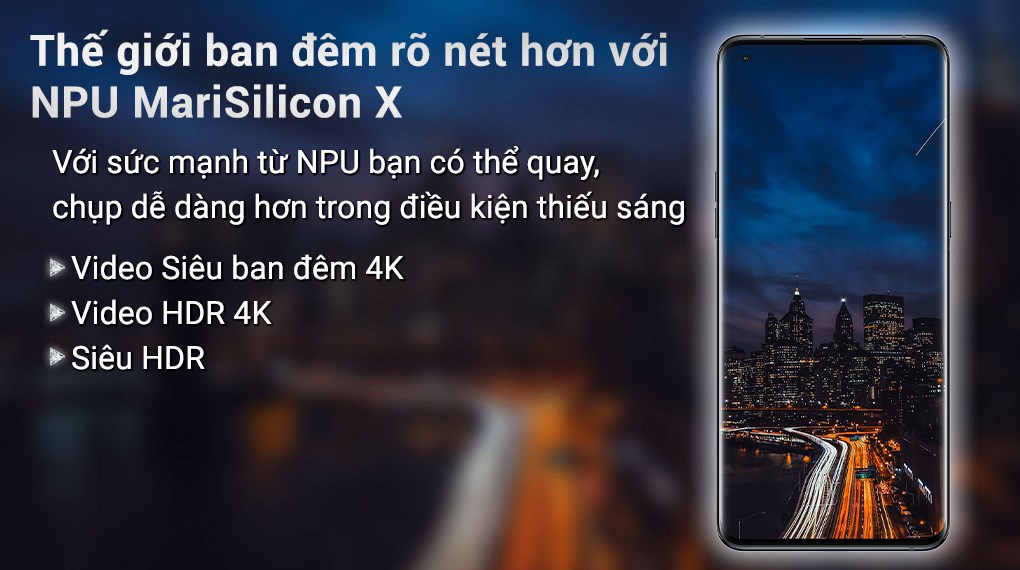 Thế giới ban đêm rõ nét hơn với
NPU MariSilicon X
Với sức mạnh từ NPU bạn có thể quay,
chụp dễ dàng hơn trong điều kiện thiếu sáng
Video Siêu ban đêm 4K
Video HDR 4K
Siêu HDR